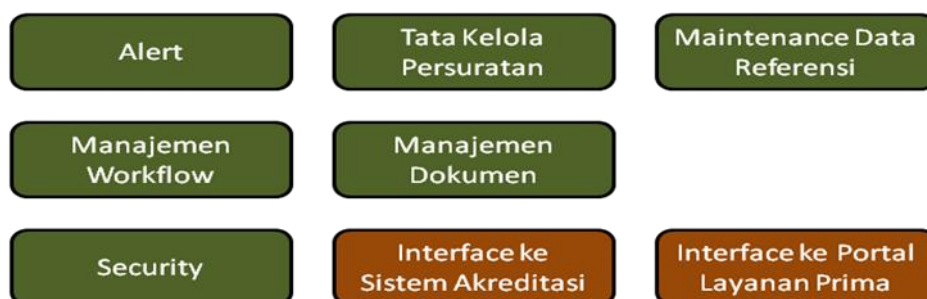 Alert
Tata Kelola
Persuratan
Maintenance Data
Referensi
Manajemen
Workflow
Manajemen
Dokumen
Security
Interface ke
Sistem Akreditasi
Interface ke Portal
Layanan Prima